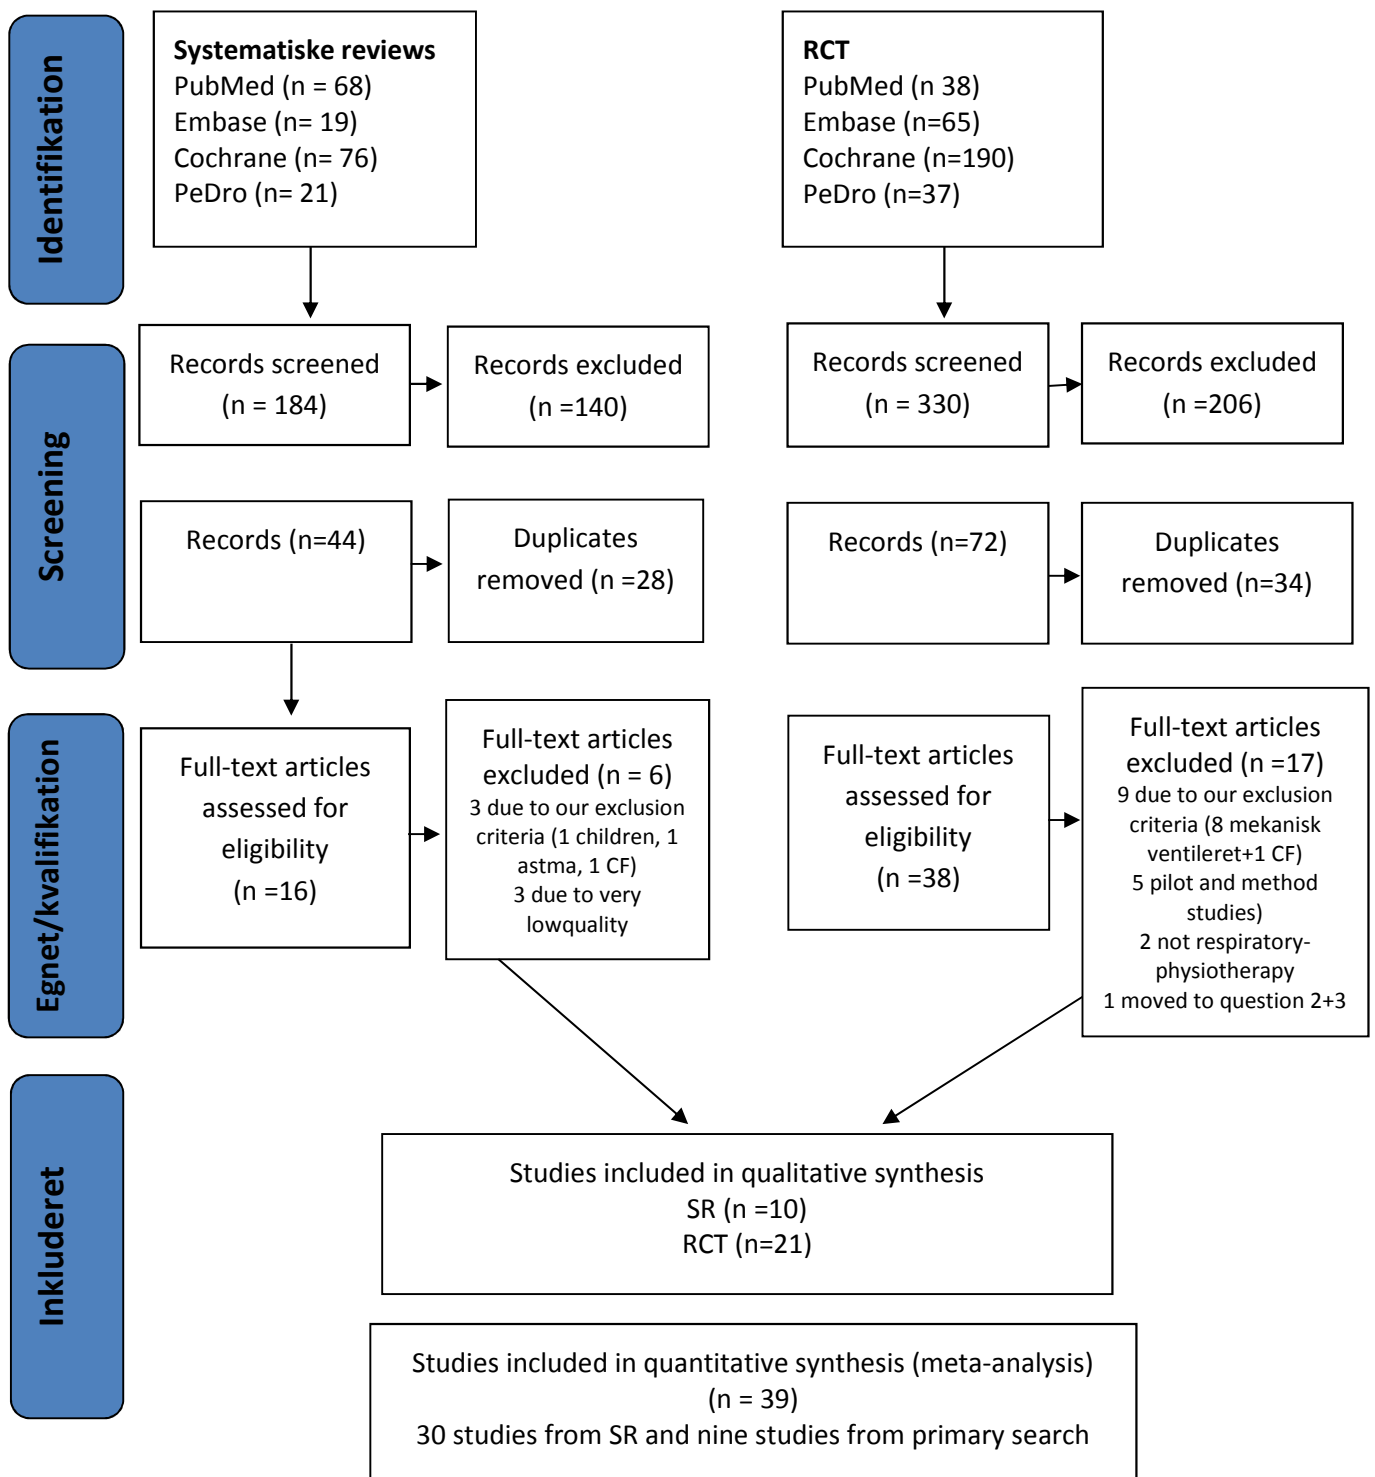 Identifikation
Systematiske reviews
PubMed (n = 68)
Embase (n= 19)
Cochrane (n= 76)
PeDro (n= 21)
RCT
PubMed (n 38)
Embase (n=65)
Cochrane (n=190)
PeDro (n=37)
Screening
Records screened
(n = 184)
Records excluded
(n =140)
Records screened
(n = 330)
Records excluded
(n =206)
Records (n=44)
Duplicates
removed (n =28)
Records (n=72)
Duplicates
removed (n=34)
Egnet/kvalifikation
Full-text articles
assessed for
eligibility
(n =16)
Full-text articles
excluded (n = 6)
3 due to our exclusion
criteria (1 children, 1
astma, 1 CF)
3 due to very
lowquality
Full-text articles
assessed for
eligibility
(n =38)
Full-text articles
excluded (n =17)
9 due to our exclusion
criteria (8 mekanisk
ventileret+1 CF)
5 pilot and method
studies)
2 not respiratory-
physiotherapy
1 moved to question 2+3
Inkluderet
Studies included in qualitative synthesis
SR (n =10)
RCT (n=21)
Studies included in quantitative synthesis (meta-analysis)
(n = 39)
30 studies from SR and nine studies from primary search